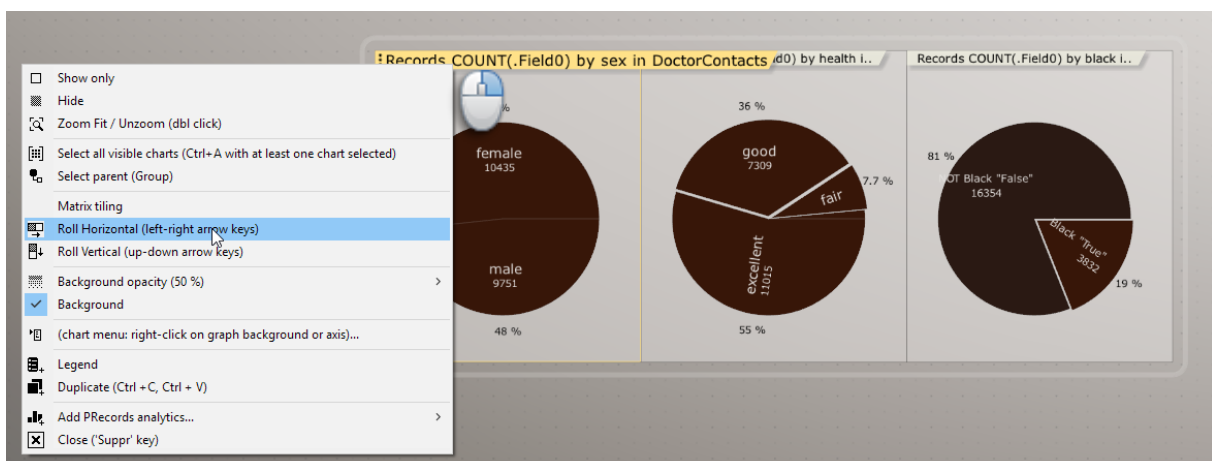 Records COUNT(.Field0) by sex in DoctorContacts
d0) by health i..
Records COUNT(.Field0) by black i..
Show only
Hide
Zoom Fit / Unzoom (dbl click)
Select all visible charts (Ctrl+A with at least one chart selected)
Select parent (Group)
Matrix tiling
Roll Horizontal (left-right arrow keys)
Roll Vertical (up-down arrow keys)
Background opacity (50 %)
Background
(chart menu: right-click on graph background or axis)...
Legend
Duplicate (Ctrl +C, Ctrl + V)
Add PRecords analytics...
Close ('Suppr' key)
%
female
10435
male
9751
48 %
36 %
good
7309
7.7 %
fair
excellent
11015
55 %
81 %
OT Black "False"
16354
Black "True"
3832
19 %